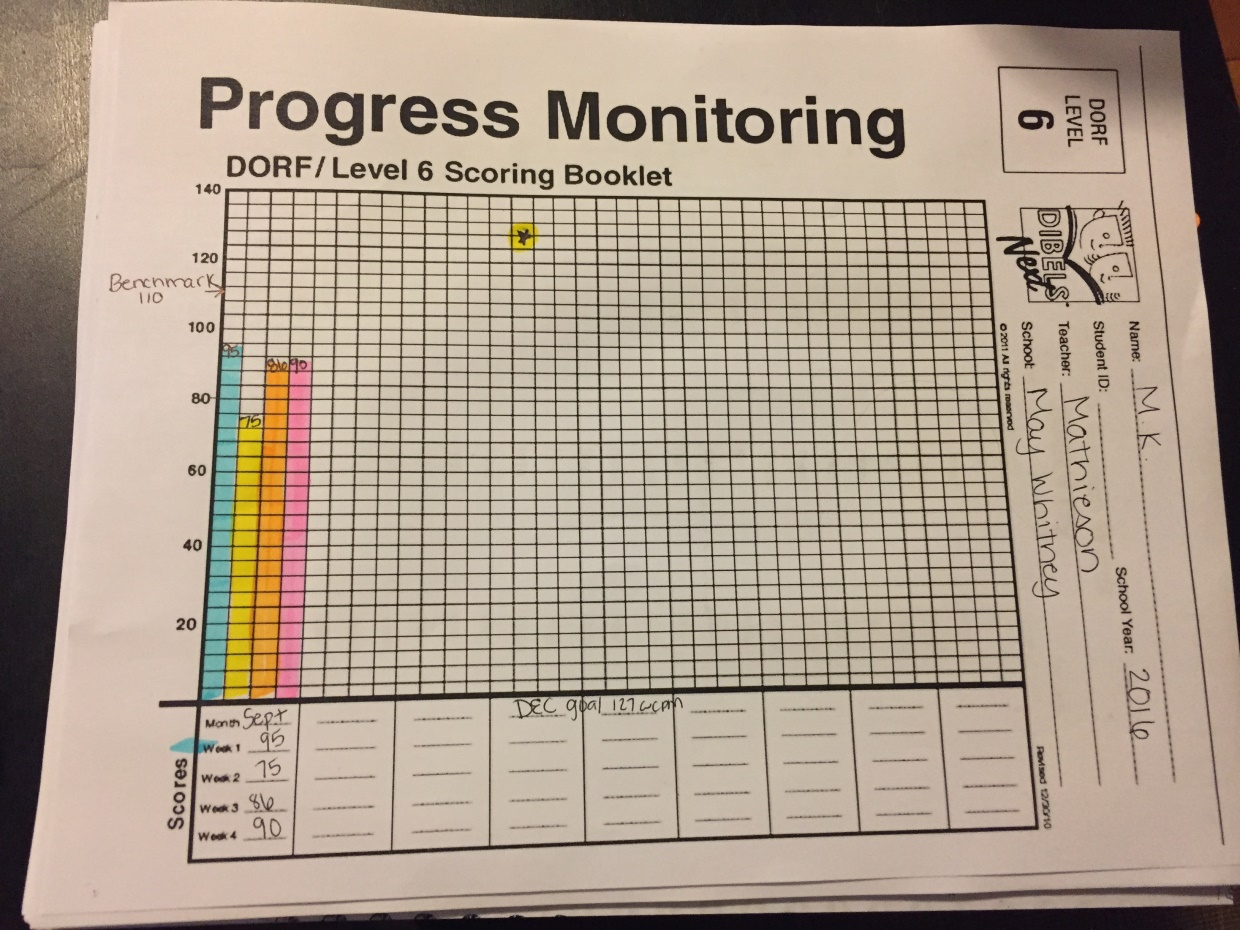 Progress Monitoring
DORF/Level 6 Scoring Booklet
140
120
Benchmark
110
100
80
60
40
20
95
75
86
90
DEC goal 127 wcpm
Scores
Month Sept
Week 1 95
Week 2 75
Week 3 86
Week 4 90
DORF
LEVEL
6
DIBELS
Next
Name: M.K.
Student ID:
School Year: 2016
Teacher: Mathieson
School: May Whitney
© 2011 All rights reserved
Revised 12/30/10